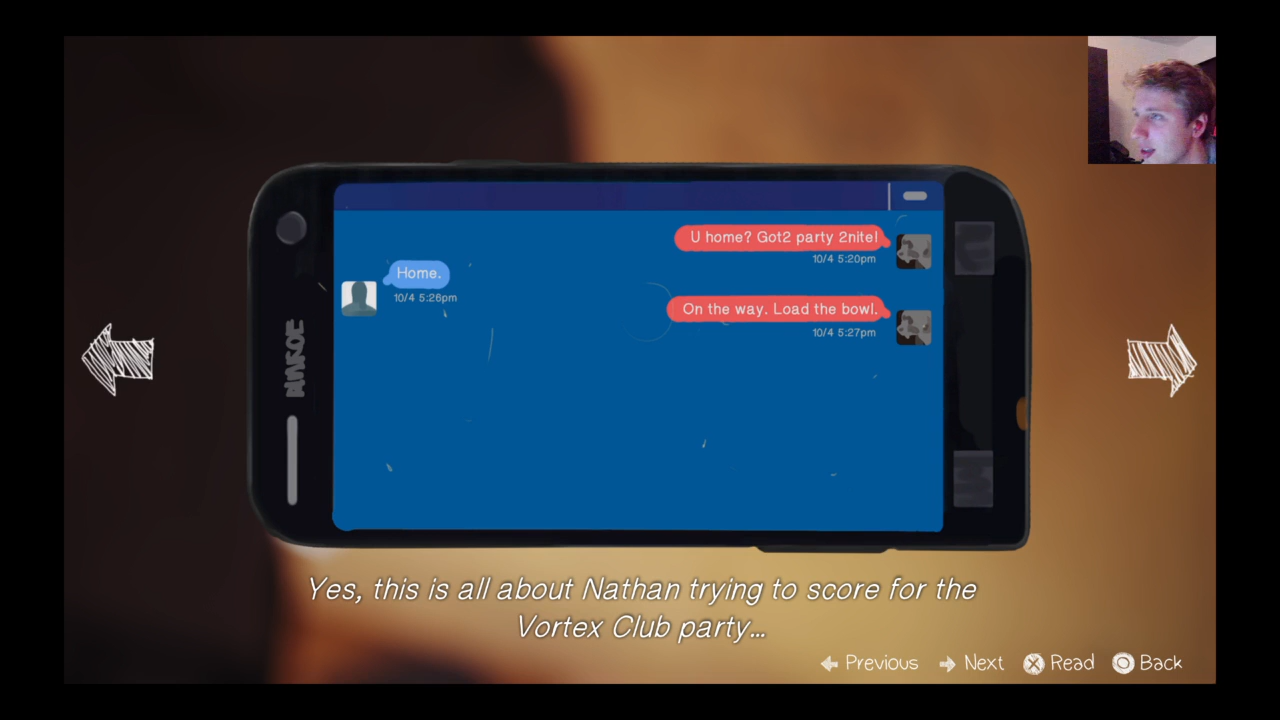 U home? Got2 party 2nite!
10/4 5:20pm
Home.
10/4 5:26pm
On the way. Load the bowl.
10/4 5:27pm
Yes, this is all about Nathan trying to score for the
Vortex Club party...
Previous Next Read Back